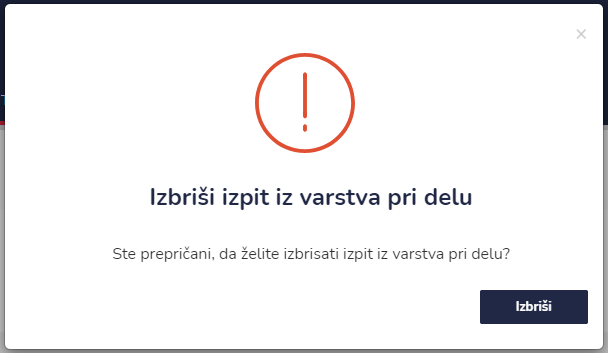 Izbriši izpit iz varstva pri delu
Ste prepričani, da želite izbrisati izpit iz varstva pri delu?
Izbriši